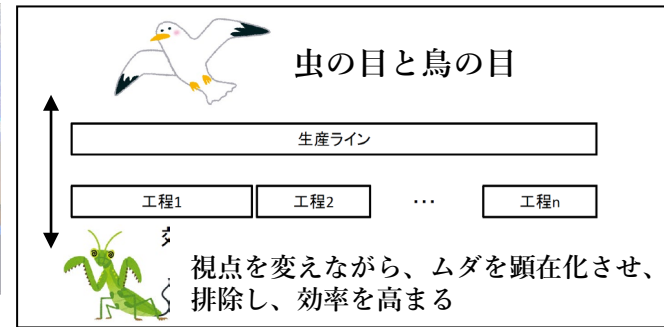 虫の目と鳥の目
生産ライン
工程1 工程2 … 工程n
視点を変えながら、ムダを顕在化させ、
排除し、効率を高まる